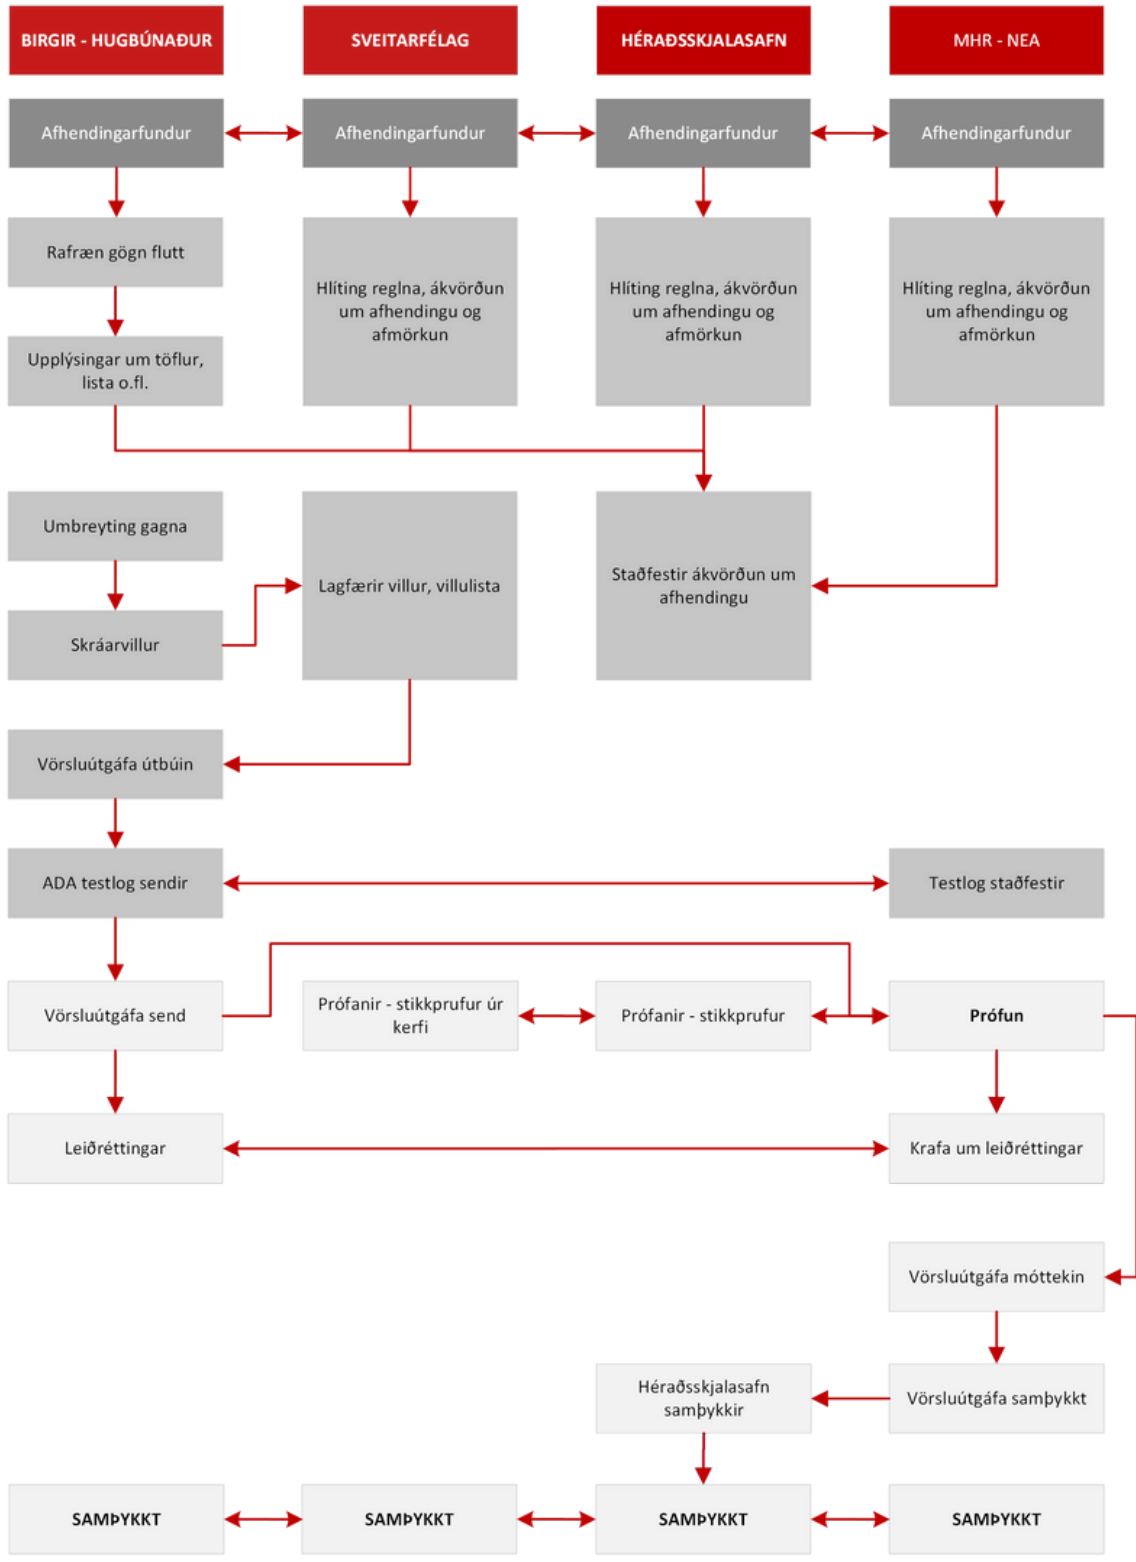 BIRGIR - HUGBÚNAÐUR
SVEITARFÉLAG
HÉRAÐSSKJALASAFN
MHR - NEA
Afhendingarfundur
Afhendingarfundur
Afhendingarfundur
Afhendingarfundur
Rafræn gögn flutt
Hlíting reglna, ákvörðun
um afhendingu og
afmörkun
Hlíting reglna, ákvörðun
um afhendingu og
afmörkun
Hlíting reglna, ákvörðun
um afhendingu og
afmörkun
Upplýsingar um töflur,
lista o.fl.
Umbreyting gagna
Lagfærir villur, villulista
Staðfestir ákvörðun um
afhendingu
Skráarvillur
Vörsluútgáfa útbúin
ADA testlog sendir
Testlog staðfestir
Vörsluútgáfa send
Prófanir - stikkprufur úr
kerfi
Prófanir - stikkprufur
Prófun
Leiðréttingar
Krafa um leiðréttingar
Vörsluútgáfa móttekin
Héraðsskjalasafn
samþykkir
Vörsluútgáfa samþykkt
SAMÞYKKT
SAMÞYKKT
SAMÞYKKT
SAMÞYKKT